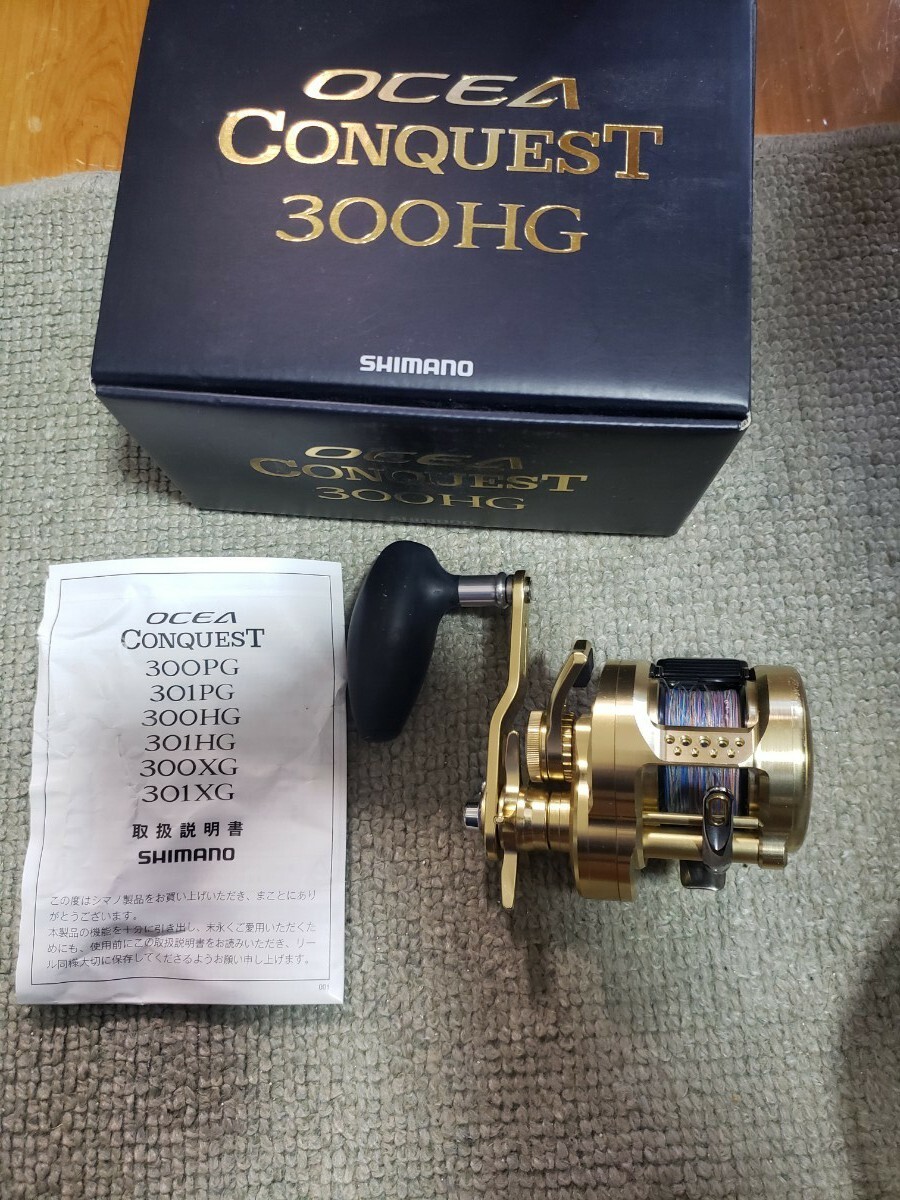 OCEA
CONQUEST
300HG
SHIMANO
OCEA
CONQUEST
300HG
OCEA
CONQUEST
300PG
301PG
300HG
301HG
300XG
301XG
取扱説明書
SHIMANO
この度はシマノ製品をお買い上げいただき、まことにあり
がとうございます。
本製品の機能を十分に引き出し、末永くご愛用いただくた
めにも、使用前にこの取扱説明書をお読みいただき、リー
ル同様大切に保存してくださるようお願い申し上げます。
001